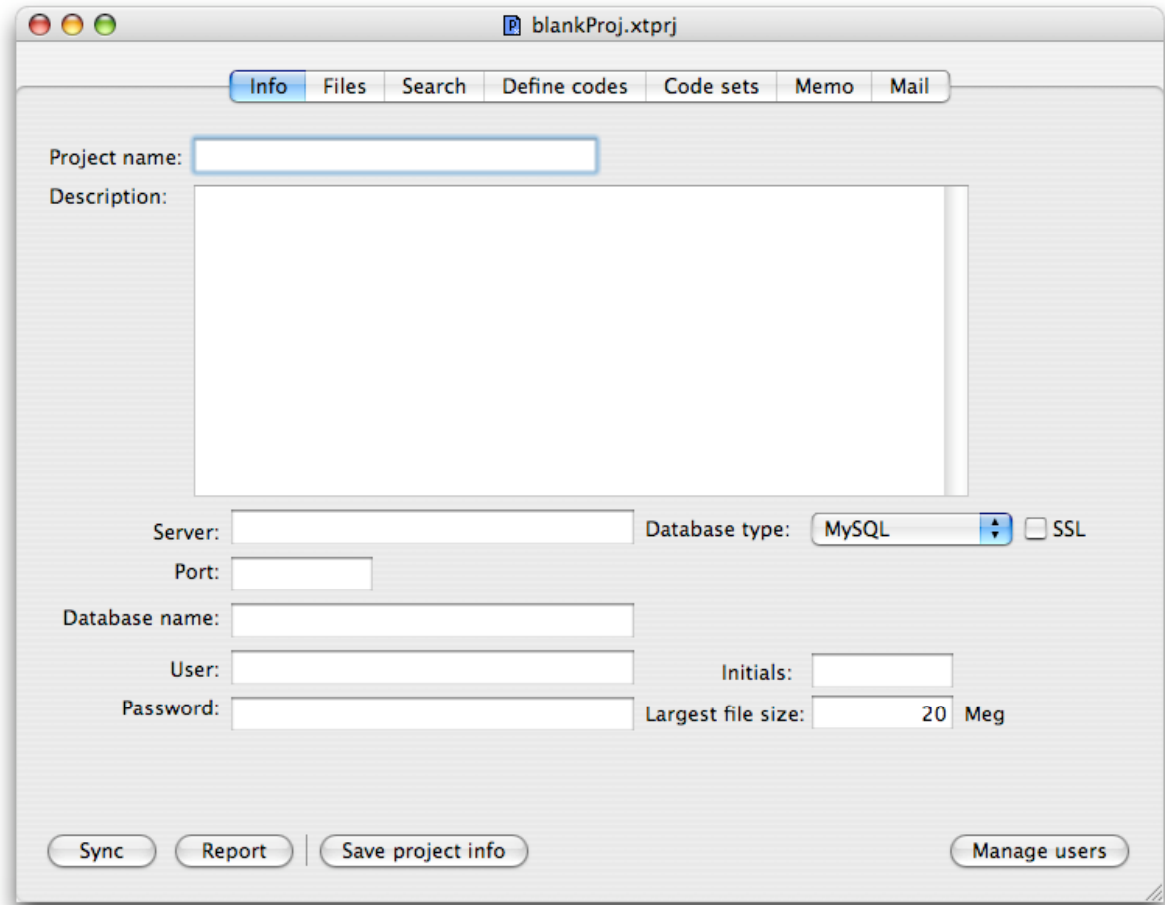 blankProj.xtprj
Info Files Search Define codes Code sets Memo Mail
Project name:
Description:
Server: Database type: MySQL SSL
Port:
Database name:
User: Initials:
Password: Largest file size: 20 Meg
Sync Report Save project info Manage users